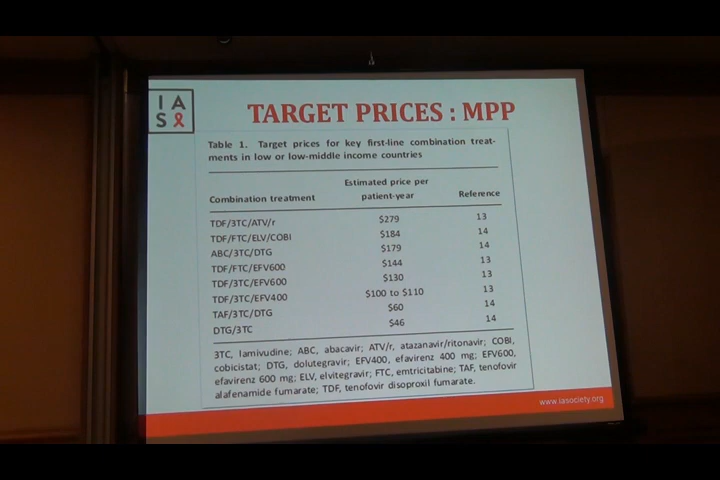 IA
S
TARGET PRICES : MPP
Table 1. Target prices for key first-line combination treat-
ments in low or low-middle income countries
Combination treatment Estimated price per patient-year Reference
TDF/3TC/ATV/r $279 13
TDF/FTC/ELV/COBI $184 14
ABC/3TC/DTG $179 14
TDF/FTC/EFV600 $144 13
TDF/3TC/EFV600 $130 13
TDF/3TC/EFV400 $100 to $110 13
TAF/3TC/DTG $60 14
DTG/3TC $46 14
3TC, lamivudine; ABC, abacavir; ATV/r, atazanavir/ritonavir; COBI,
cobicistat; DTG, dolutegravir; EFV400, efavirenz 400 mg; EFV600,
efavirenz 600 mg; ELV, elvitegravir; FTC, emtricitabine; TAF, tenofovir
alafenamide fumarate; TDF, tenofovir disoproxil fumarate.
www.iasociety.org